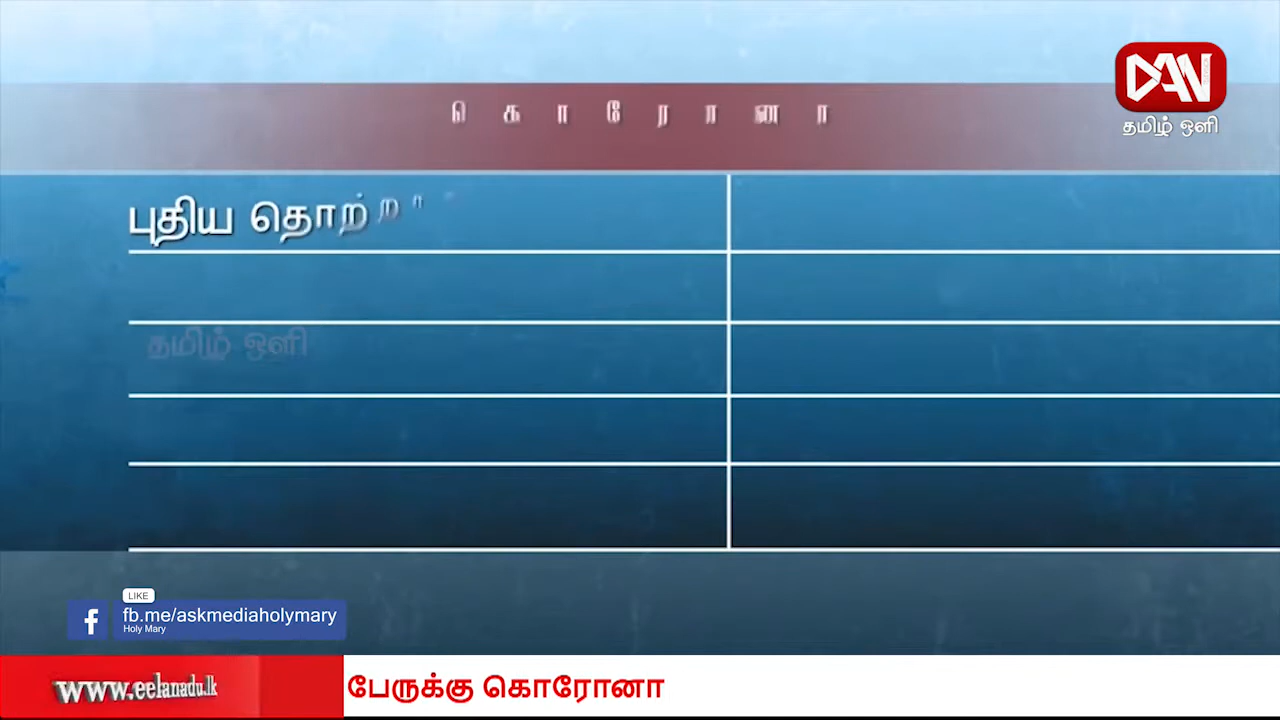 DAN
தமிழ் ஒளி
கொரோனா
புதிய தொற்றா
தமிழ் ஒளி
LIKE
fb.me/askmediaholymary
Holy Mary
www.eelanadu.lk
பேருக்கு கொரோனா